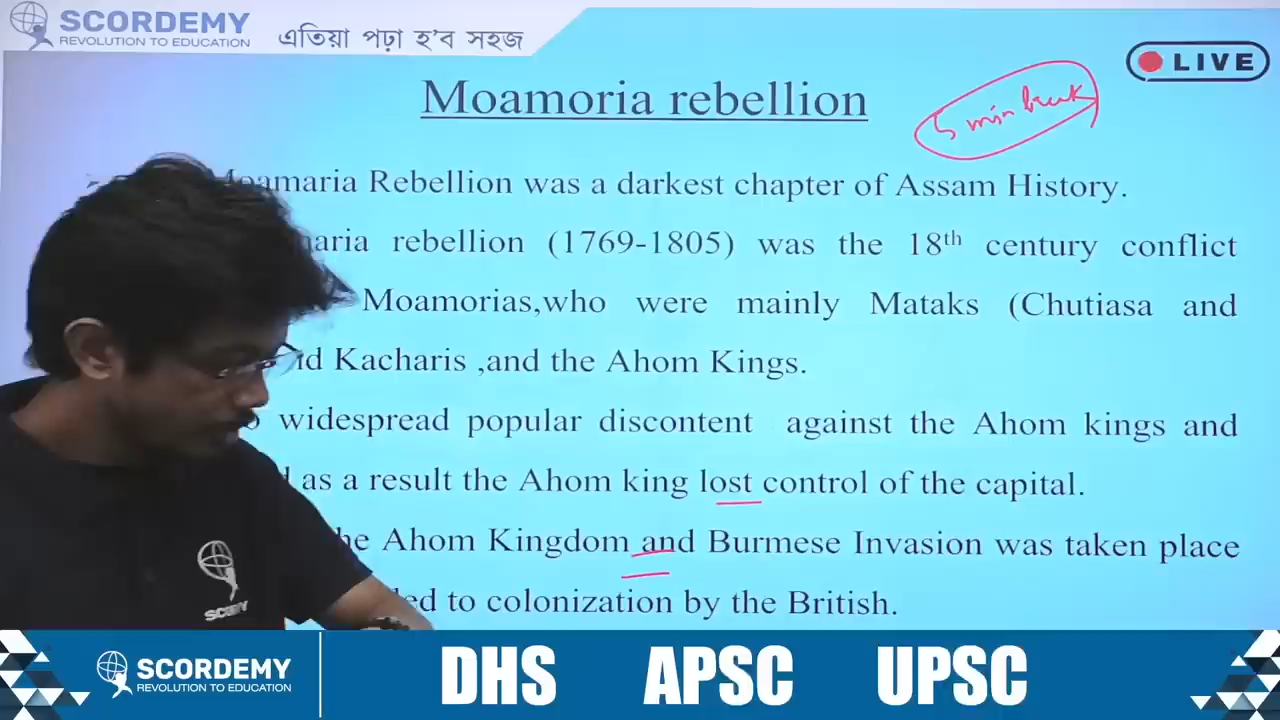 SCORDEMY
REVOLUTION TO EDUCATION
এতিয়া পঢ়া হ'ব সহজ
LIVE
Moamoria rebellion
5 min break
Moamaria Rebellion was a darkest chapter of Assam History.
rebellion (1769-1805) was the 18th century conflict
Moamorias,who were mainly Mataks (Chutiasa and
Kacharis ,and the Ahom Kings.
widespread popular discontent against the Ahom kings and
as a result the Ahom king lost control of the capital.
the Ahom Kingdom and Burmese Invasion was taken place
to colonization by the British.
SCORDEMY
SCORDEMY
REVOLUTION TO EDUCATION
DHS APSC UPSC